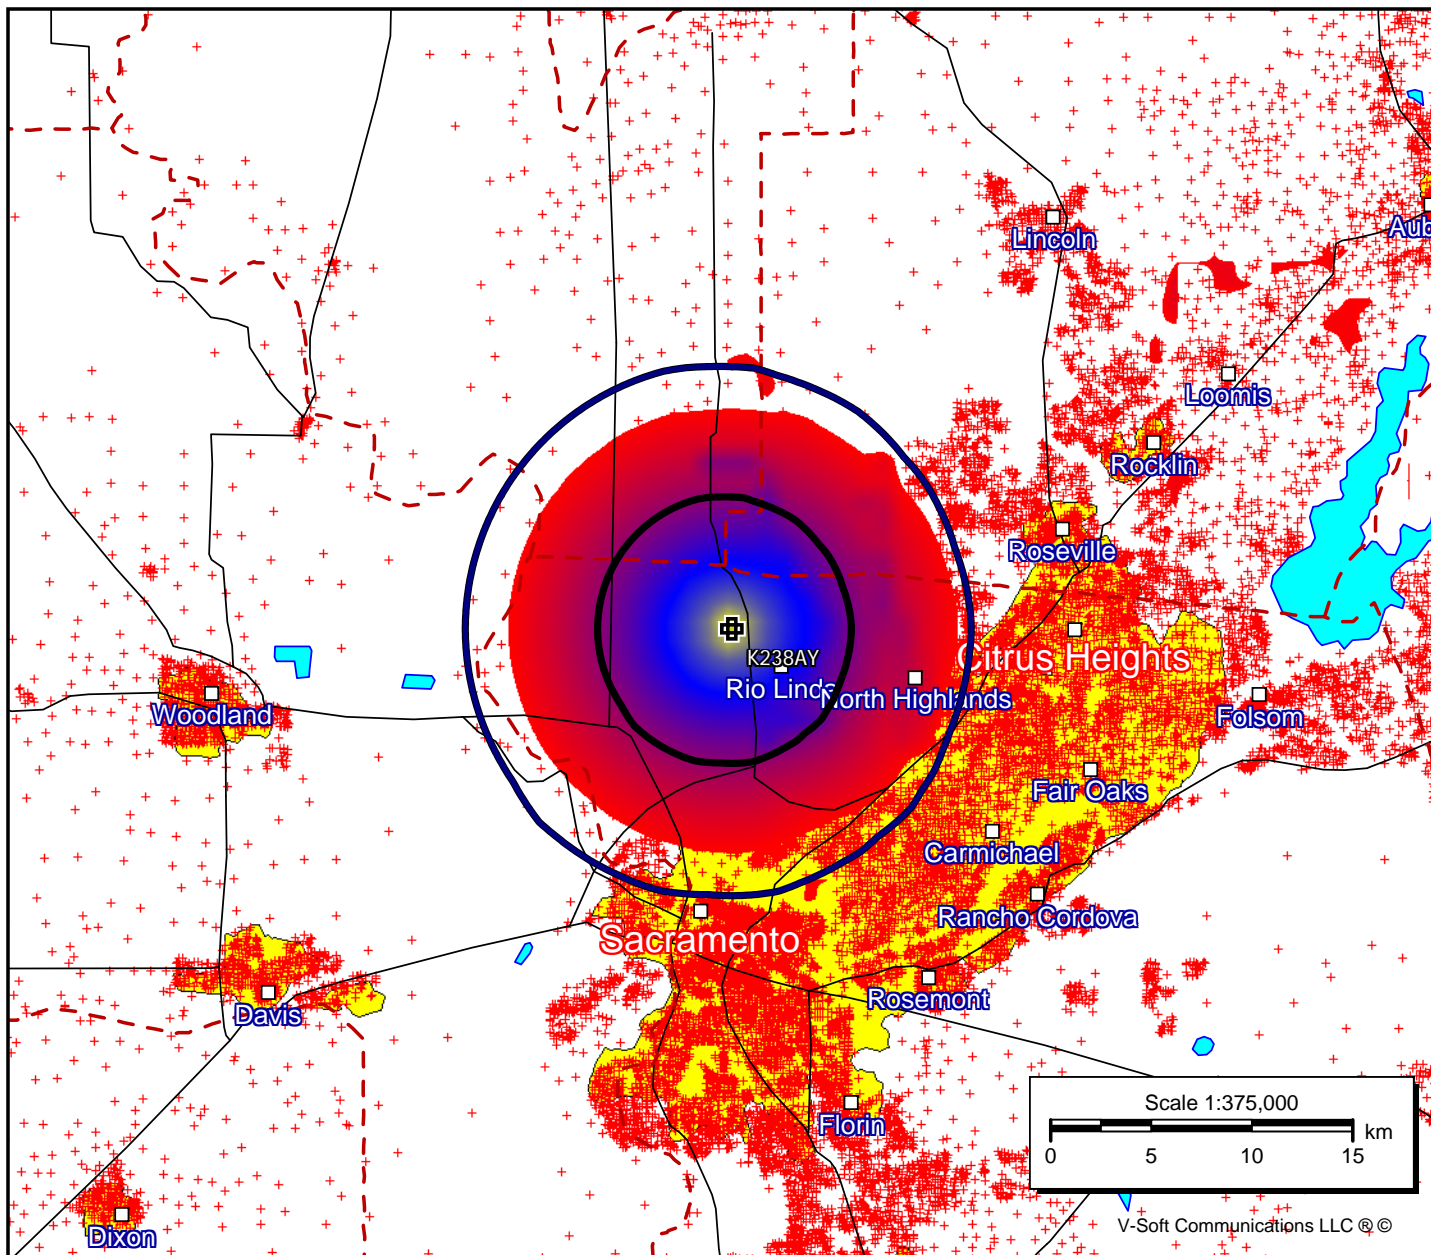 Lincoln
Aub
Loomis
Rocklin
Roseville
Citrus Heights
K238AY
Rio Linda
North Highlands
Woodland
Folsom
Fair Oaks
Carmichael
Rancho Cordova
Sacramento
Rosemont
Davis
Florin
Dixon
Scale 1:375,000
km
0 5 10 15
V-Soft Communications LLC ® ©